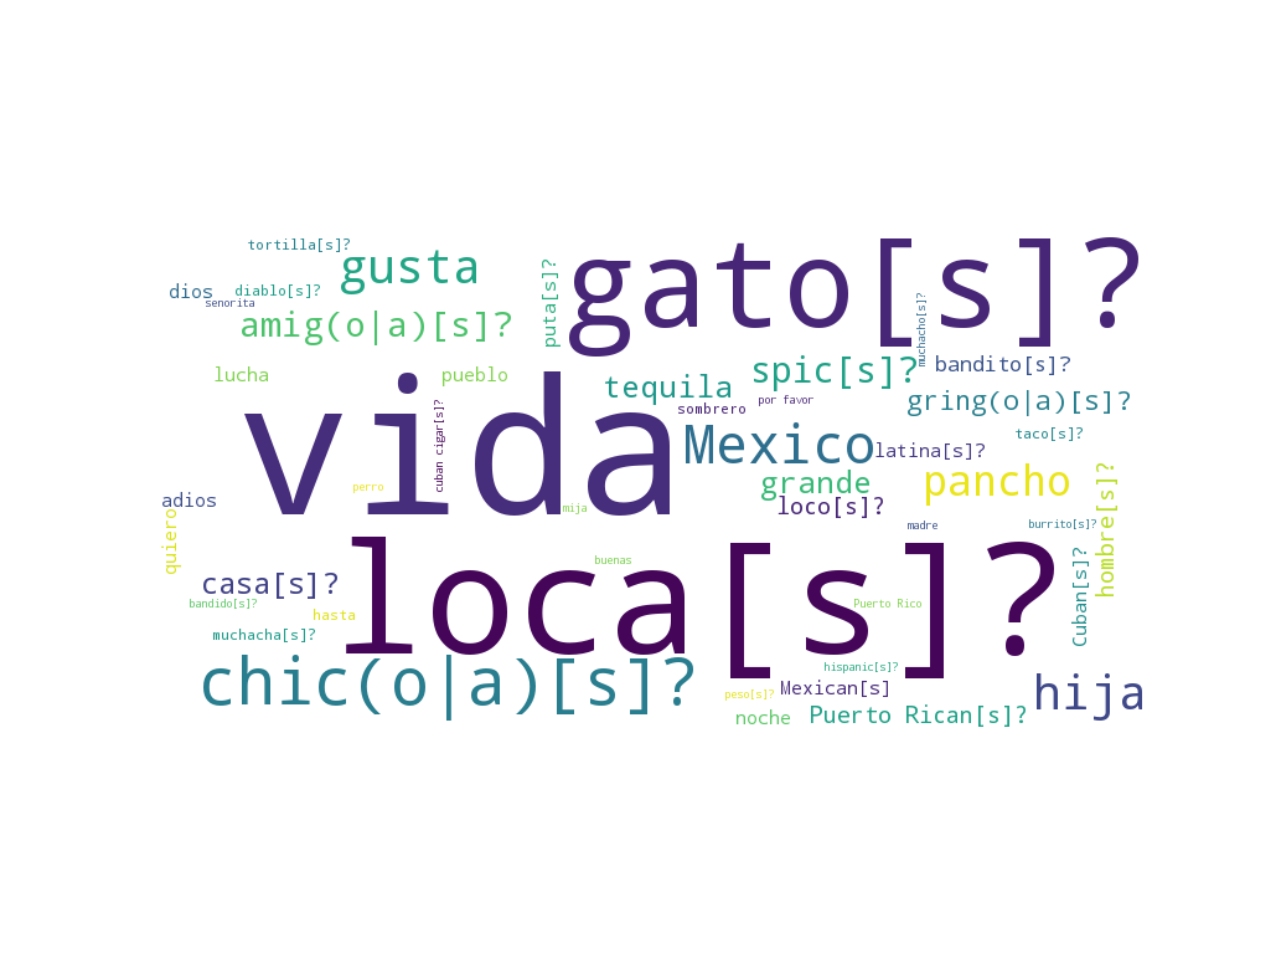 tortilla[s]?
gusta
gato[s]?
dios
diablo[s]?
senorita
puta[s]?
amig(o|a)[s]?
muchacho[s]?
lucha
pueblo
tequila
spic[s]?
bandito[s]?
vida
cuban cigar[s]?
sombrero
por favor
gring(o|a)[s]?
Mexico
latina[s]?
taco[s]?
perro
grande
pancho
adios
mija
loco[s]?
hombre[s]?
quiero
madre
burrito[s]?
casa[s]?
loca[s]?
buenas
Cuban[s]?
bandido[s]?
hasta
Puerto Rico
muchacha[s]?
chic(o|a)[s]?
hispanic[s]?
peso[s]?
Mexican[s]
hija
noche
Puerto Rican[s]?